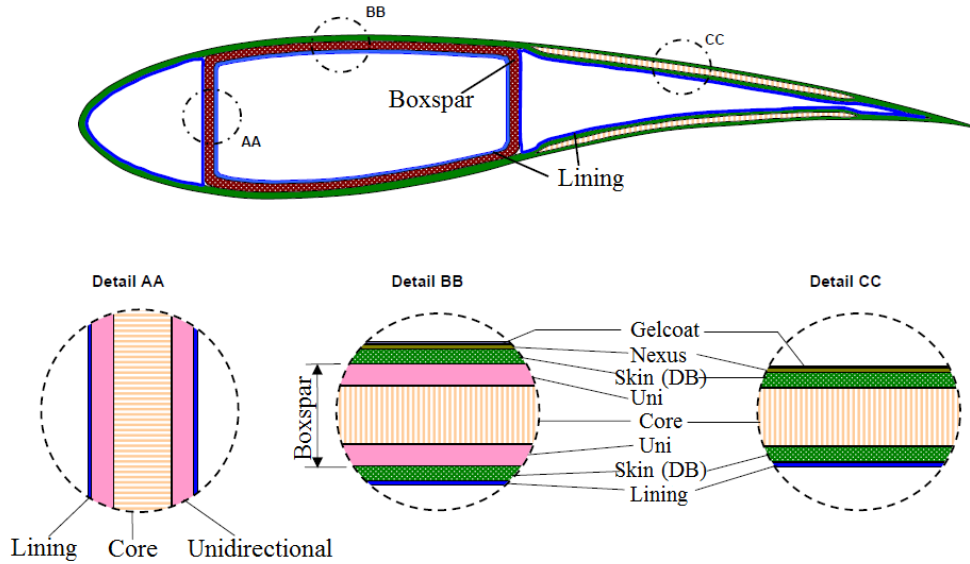 BB
CC
Boxspar
AA
Lining
Detail AA
Detail BB
Detail CC
Gelcoat
Nexus
Skin (DB)
Uni
Core
Uni
Skin (DB)
Lining
Boxspar
Lining
Core
Unidirectional